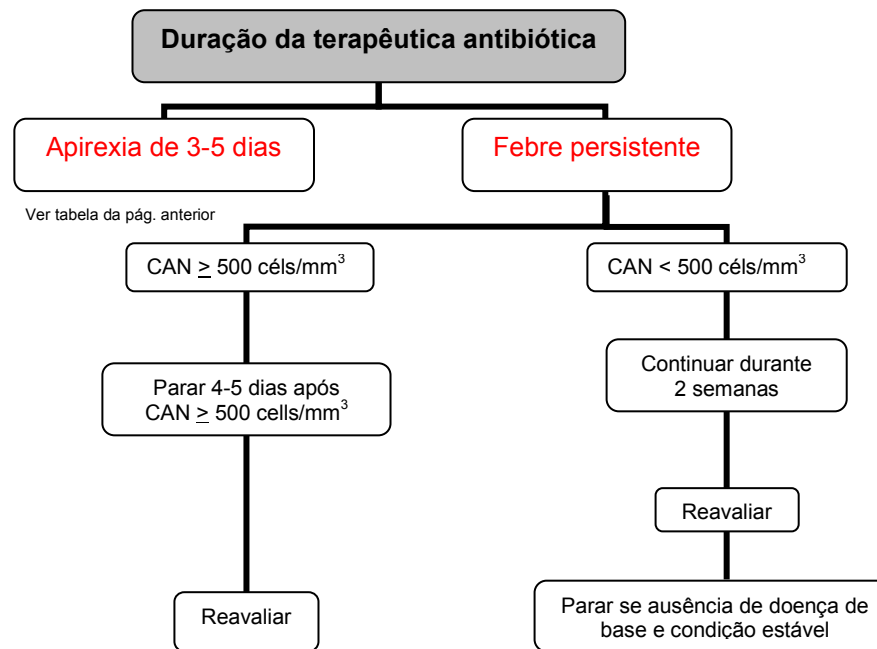 Duração da terapêutica antibiótica
Apirexia de 3-5 dias
Febre persistente
Ver tabela da pág. anterior
CAN ≥ 500 céls/mm³
CAN < 500 céls/mm³
Parar 4-5 dias após
CAN ≥ 500 cells/mm³
Continuar durante
2 semanas
Reavaliar
Reavaliar
Parar se ausência de doença de
base e condição estável